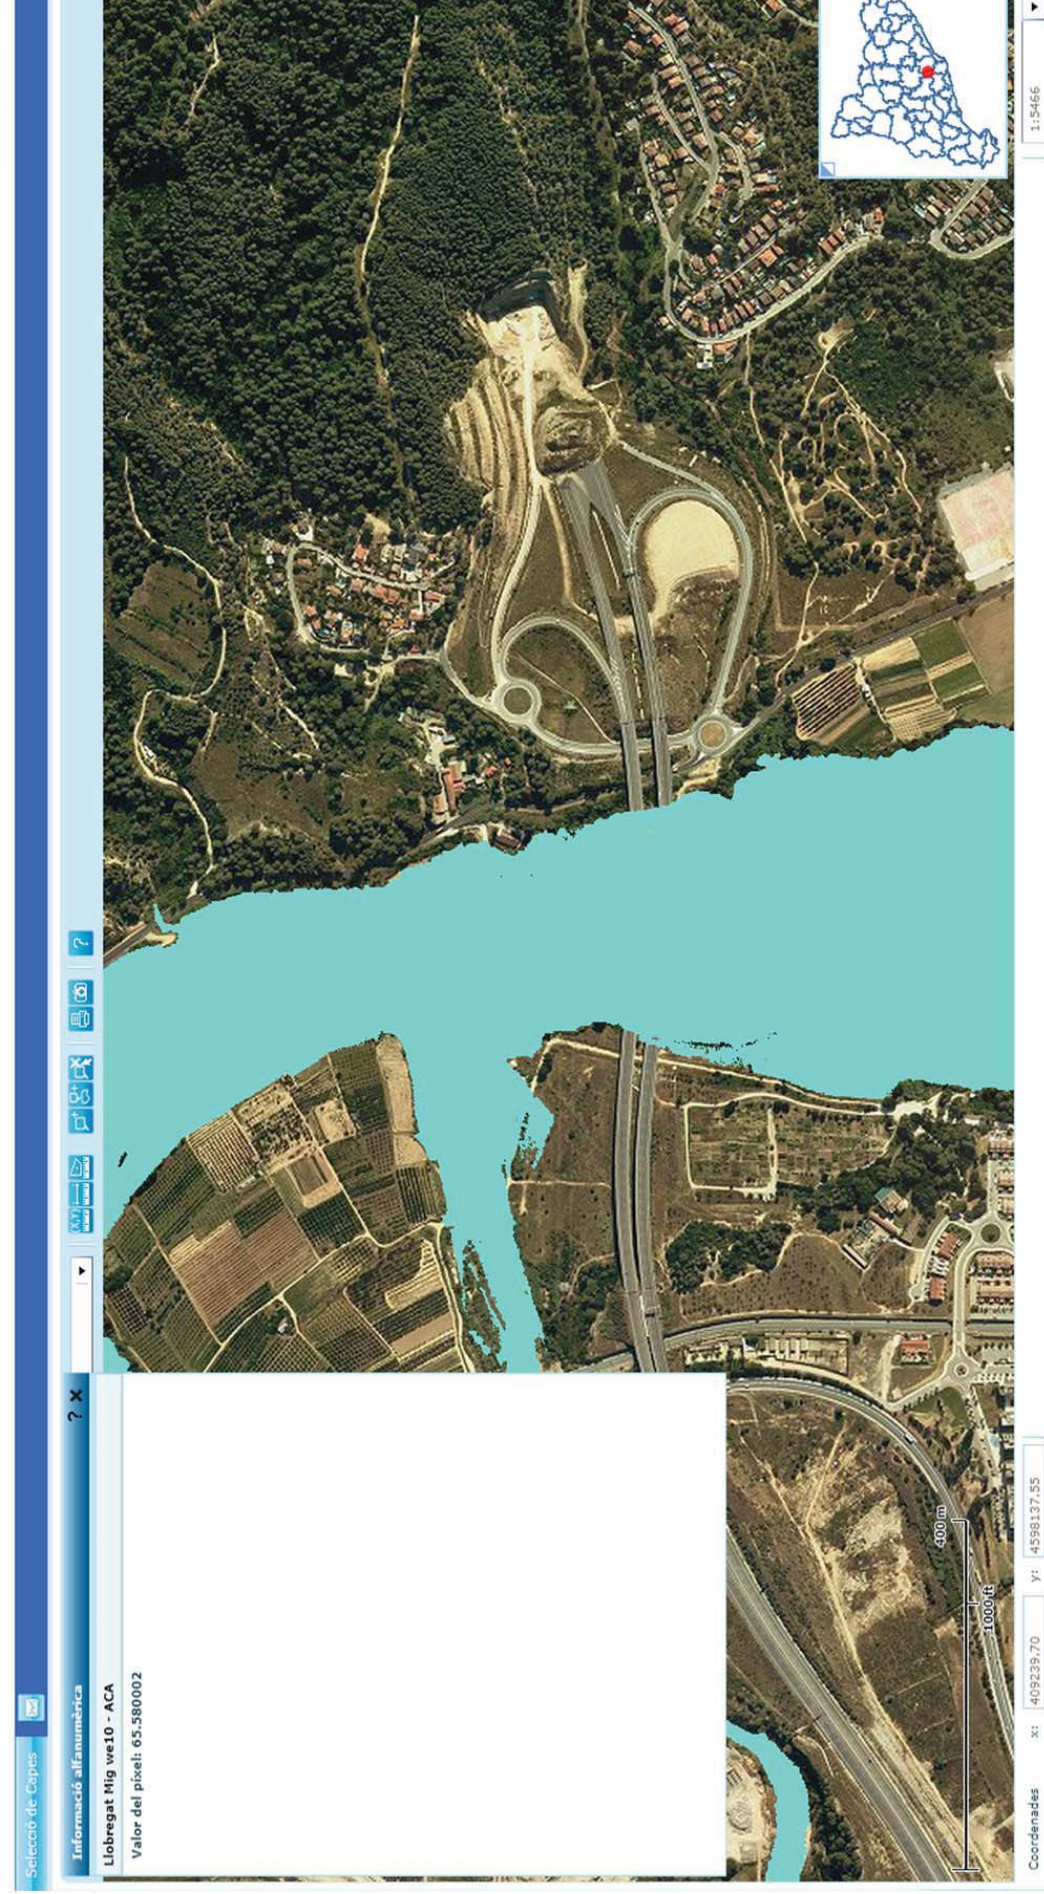 Selecció de Capes
Informació alfanumèrica
? X
Llobregat Mig we10 - ACA
Valor del píxel: 65.580002
(X,Y)
?
400 m
1000 ft
Coordenades x: 409239.70 y: 4598137.55
1:5466